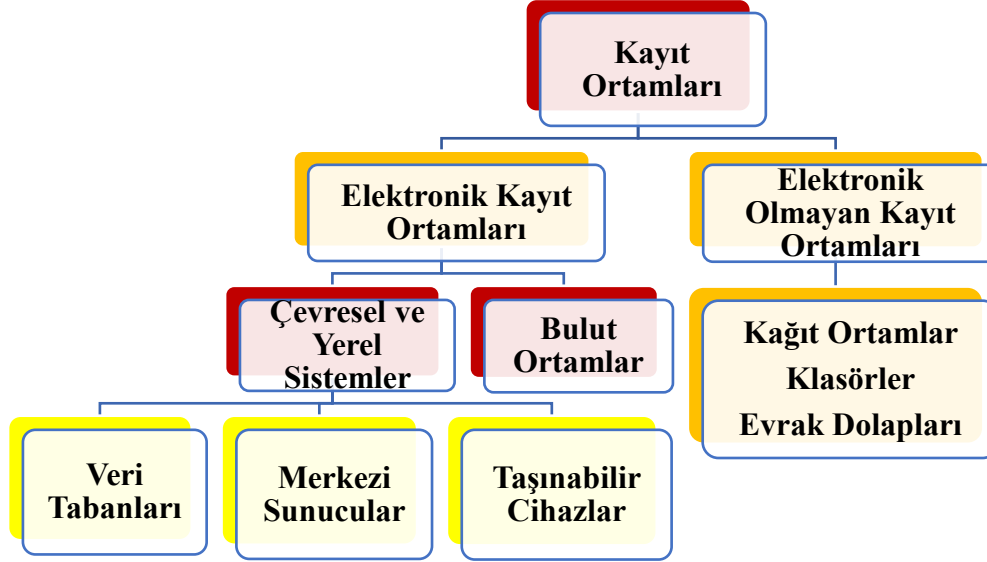 Kayıt
Ortamları
Elektronik Kayıt
Ortamları
Elektronik
Olmayan Kayıt
Ortamları
Çevresel ve
Yerel
Sistemler
Bulut
Ortamlar
Kağıt Ortamlar
Klasörler
Evrak Dolapları
Veri
Tabanları
Merkezi
Sunucular
Taşınabilir
Cihazlar